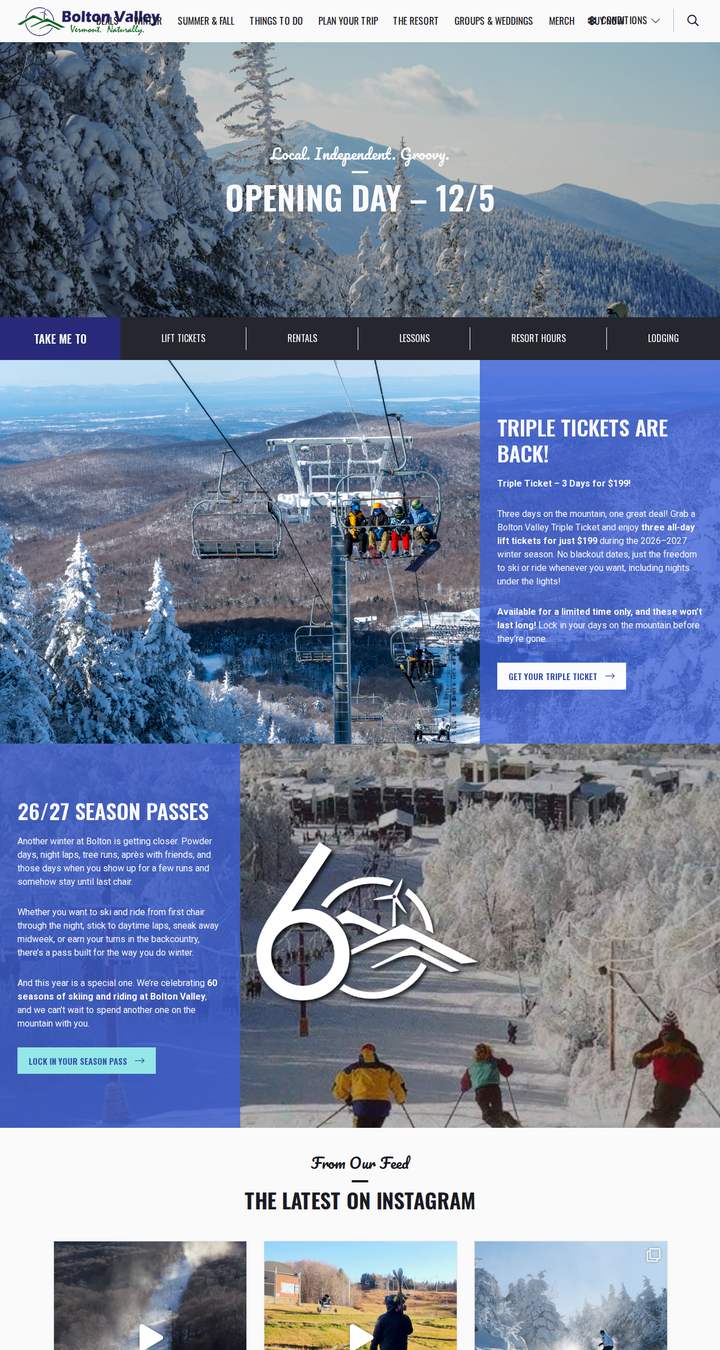 Bolton Valley
Vermont. Naturally.
DEALS WINTER SUMMER & FALL THINGS TO DO PLAN YOUR TRIP THE RESORT GROUPS & WEDDINGS MERCH BUY NOW CONDITIONS
Local. Independent. Groovy.
OPENING DAY – 12/5
TAKE ME TO LIFT TICKETS RENTALS LESSONS RESORT HOURS LODGING
TRIPLE TICKETS ARE
BACK!
Triple Ticket – 3 Days for $199!
Three days on the mountain, one great deal! Grab a
Bolton Valley Triple Ticket and enjoy three all-day
lift tickets for just $199 during the 2026–2027
winter season. No blackout dates, just the freedom
to ski or ride whenever you want, including nights
under the lights!
Available for a limited time only, and these won't
last long! Lock in your days on the mountain before
they're gone.
GET YOUR TRIPLE TICKET
26/27 SEASON PASSES
Another winter at Bolton is getting closer. Powder
days, night laps, tree runs, après with friends, and
those days when you show up for a few runs and
somehow stay until last chair.
Whether you want to ski and ride from first chair
through the night, stick to daytime laps, sneak away
midweek, or earn your turns in the backcountry,
there's a pass built for the way you do winter.
And this year is a special one. We're celebrating 60
seasons of skiing and riding at Bolton Valley,
and we can't wait to spend another one on the
mountain with you.
LOCK IN YOUR SEASON PASS
60
From Our Feed
THE LATEST ON INSTAGRAM